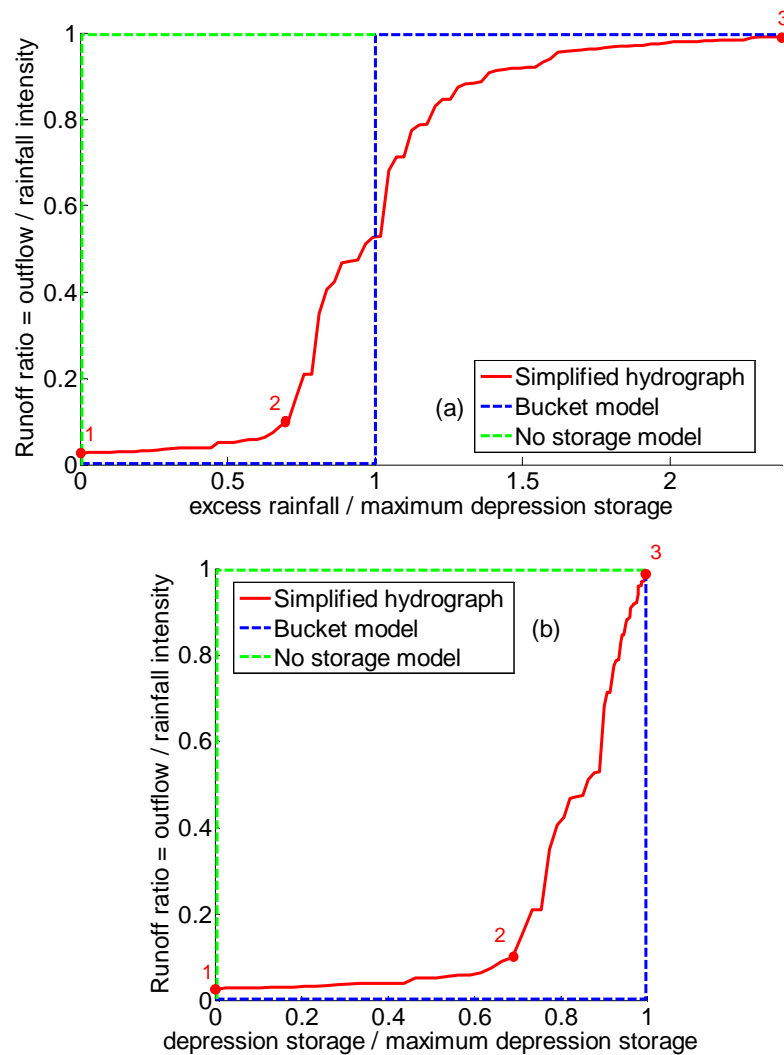 Runoff ratio = outflow / rainfall intensity
1
0.8
0.6
0.4
0.2
0
3
2
1
(a)
Simplified hydrograph
Bucket model
No storage model
0 0.5 1 1.5 2
excess rainfall / maximum depression storage
Runoff ratio = outflow / rainfall intensity
1
0.8
0.6
0.4
0.2
0
3
Simplified hydrograph
Bucket model
No storage model
(b)
2
1
0 0.2 0.4 0.6 0.8 1
depression storage / maximum depression storage